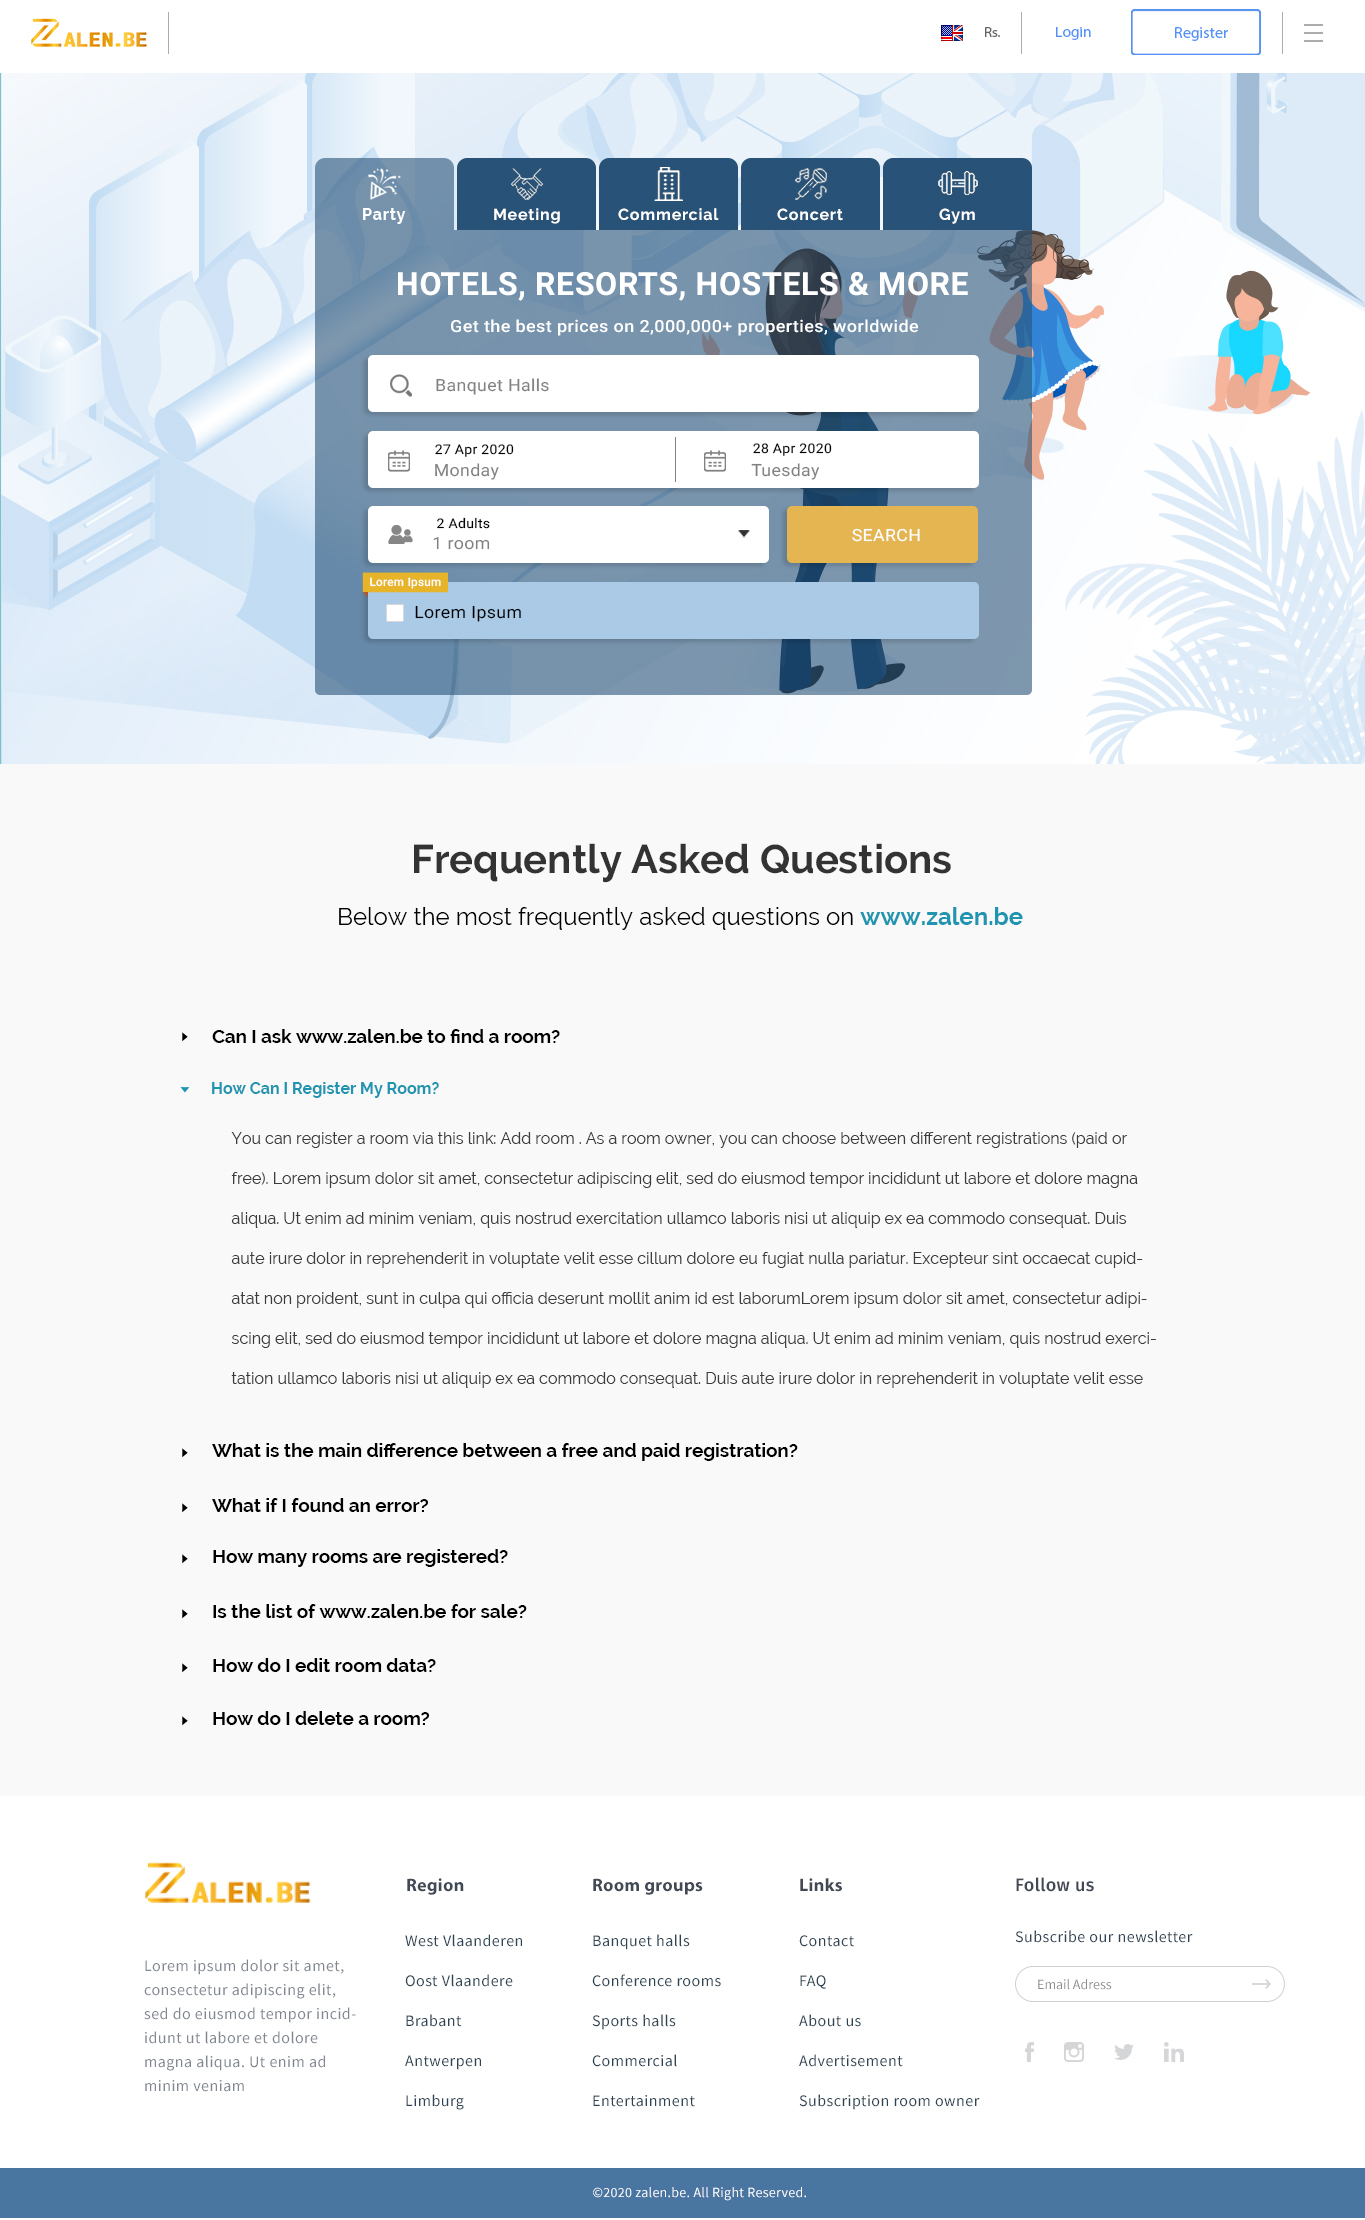 ZALEN.BE
Rs.
Login
Register
Party
Meeting
Commercial
Concert
Gym
HOTELS, RESORTS, HOSTELS & MORE
Get the best prices on 2,000,000+ properties, worldwide
Banquet Halls
27 Apr 2020
Monday
28 Apr 2020
Tuesday
2 Adults
1 room
SEARCH
Lorem Ipsum
Lorem Ipsum
Frequently Asked Questions
Below the most frequently asked questions on www.zalen.be
Can I ask www.zalen.be to find a room?
How Can I Register My Room?
You can register a room via this link: Add room . As a room owner, you can choose between different registrations (paid or
free). Lorem ipsum dolor sit amet, consectetur adipiscing elit, sed do eiusmod tempor incididunt ut labore et dolore magna
aliqua. Ut enim ad minim veniam, quis nostrud exercitation ullamco laboris nisi ut aliquip ex ea commodo consequat. Duis
aute irure dolor in reprehenderit in voluptate velit esse cillum dolore eu fugiat nulla pariatur. Excepteur sint occaecat cupid-
atat non proident, sunt in culpa qui officia deserunt mollit anim id est laborumLorem ipsum dolor sit amet, consectetur adipi-
scing elit, sed do eiusmod tempor incididunt ut labore et dolore magna aliqua. Ut enim ad minim veniam, quis nostrud exerci-
tation ullamco laboris nisi ut aliquip ex ea commodo consequat. Duis aute irure dolor in reprehenderit in voluptate velit esse
What is the main difference between a free and paid registration?
What if I found an error?
How many rooms are registered?
Is the list of www.zalen.be for sale?
How do I edit room data?
How do I delete a room?
ZALEN.BE
Lorem ipsum dolor sit amet,
consectetur adipiscing elit,
sed do eiusmod tempor incid-
idunt ut labore et dolore
magna aliqua. Ut enim ad
minim veniam
Region
West Vlaanderen
Oost Vlaandere
Brabant
Antwerpen
Limburg
Room groups
Banquet halls
Conference rooms
Sports halls
Commercial
Entertainment
Links
Contact
FAQ
About us
Advertisement
Subscription room owner
Follow us
Subscribe our newsletter
Email Adress
©2020 zalen.be. All Right Reserved.